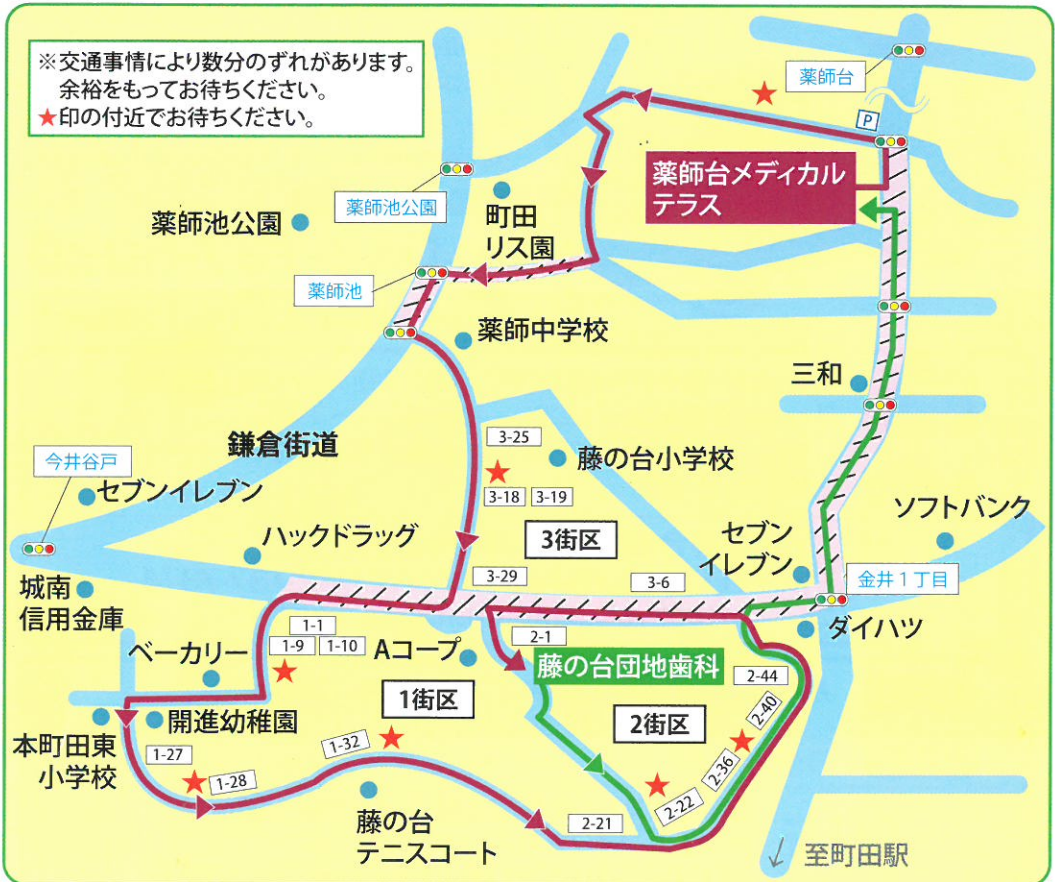 ※交通事情により数分のずれがあります。
余裕をもってお待ちください。
★印の付近でお待ちください。
薬師台
P
薬師台メディカル
テラス
薬師池公園
薬師池公園
町田
リス園
薬師池
薬師中学校
三和
鎌倉街道
3-25
藤の台小学校
3-18
3-19
今井谷戸
セブンイレブン
ハックドラッグ
3街区
セブン
イレブン
ソフトバンク
3-29
3-6
金井1丁目
城南
信用金庫
1-1
1-9
1-10
2-1
ダイハツ
ベーカリー
Aコープ
藤の台団地歯科
2-44
1街区
2街区
2-40
開進幼稚園
本町田東
小学校
1-27
1-28
1-32
2-36
2-22
2-21
藤の台
テニスコート
至町田駅